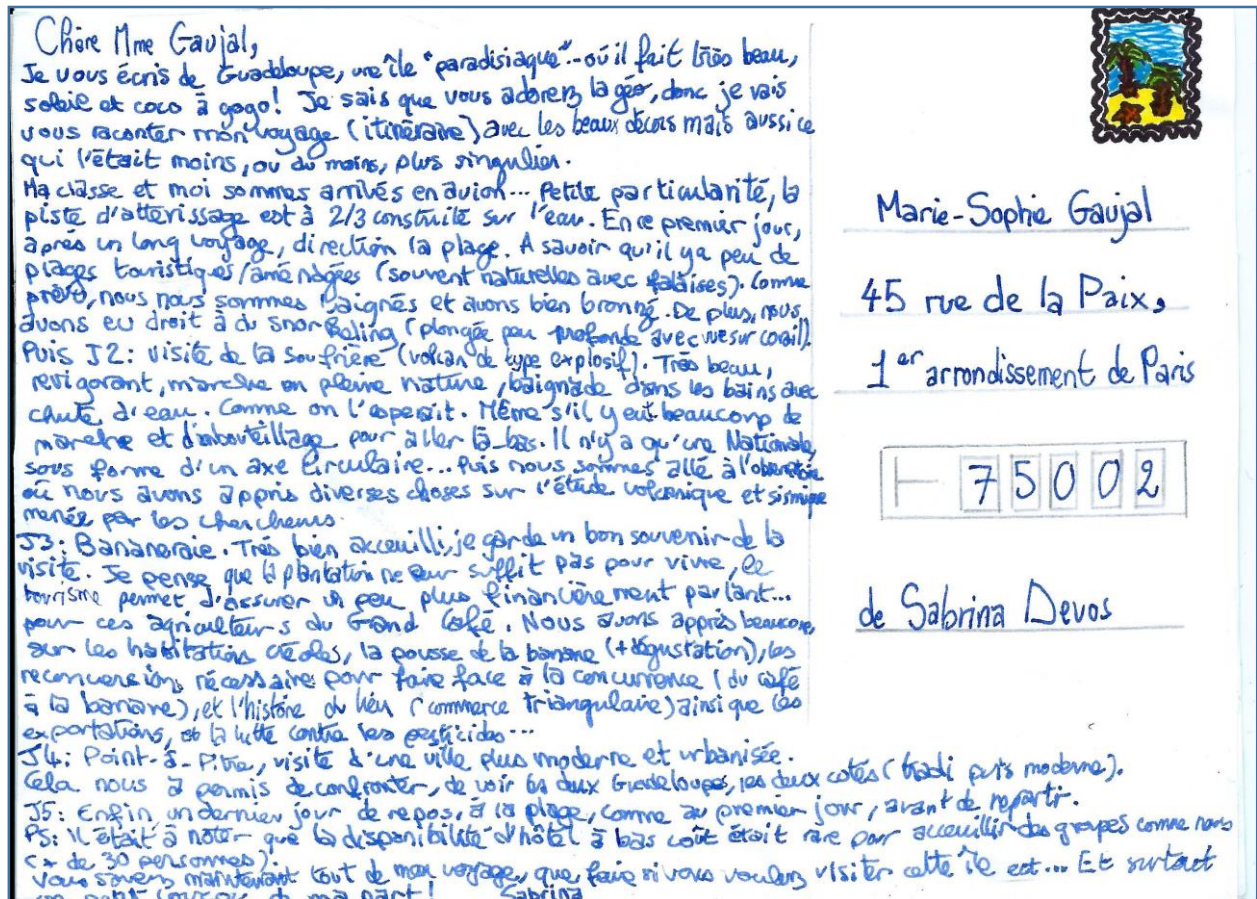 Chère Mme Gaujal,
Je vous écris de Guadeloupe, une île "paradisiaque" - où il fait très beau,
soleil et coco à gogo! Je sais que vous adorez la géo, donc je vais
vous raconter mon voyage (itinéraire) avec les beaux décors mais aussi ce
qui l'était moins, ou du moins, plus singulier.
Ma classe et moi sommes arrivés en avion... Petite particularité, la
piste d'atterissage est à 2/3 construite sur l'eau. En ce premier jour,
après un long voyage, direction la plage. A savoir qu'il y a peu de
plages touristiques/aménagées (souvent naturelles avec falaises). Comme
prévu, nous nous sommes baignés et avons bien bronzé. De plus, nous
avons eu droit à du snorkeling (plongée peu profonde avec vue sur corail).
Puis J2: visite de la Soufrière (volcan de type explosif). Très beau,
revigorant, marche en pleine nature, baignade dans les bains avec
chute d'eau. Comme on l'esperait. Même s'il y eut beaucoup de
marche et d'embouteillage pour aller là-bas. Il n'y a qu'une Nationale,
sous forme d'un axe circulaire... Puis nous sommes allé à l'observatoire
où nous avons appris diverses choses sur l'étude volcanique et sismique
menée par les chercheurs.
J3: Bananeraie. Très bien acceuilli, je garde un bon souvenir de la
visite. Je pense que la plantation ne leur suffit pas pour vivre, le
tourisme permet d'assurer un peu plus financièrement parlant...
pour ces agriculteurs du Grand Café. Nous avons appris beaucoup
sur les habitations créoles, la pousse de la banane (+ dégustation), les
reconversions nécessaires pour faire face à la concurrence (du café
à la banane), et l'histoire du lieu (commerce triangulaire) ainsi que les
exportations, et la lutte contre les pesticides...
J4: Point-à-Pitre, visite d'une ville plus moderne et urbanisée.
Cela nous a permis de confronter, de voir les deux Guadeloupes, les deux cotés (tradi puis moderne).
J5: Enfin, un dernier jour de repos, à la plage, comme au premier jour, avant de repartir.
PS: Il était à noter que la disponibilité d'hôtel à bas coût était rare pour acceuillir des groupes comme nous
(+ de 30 personnes).
Vous savez maintenant tout de mon voyage, que faire si vous voulez visiter cette île est... Et surtout
de ma part! Sabrina
Marie-Sophie Gaujal
45 rue de la Paix,
1er arrondissement de Paris
75002
de Sabrina Devos